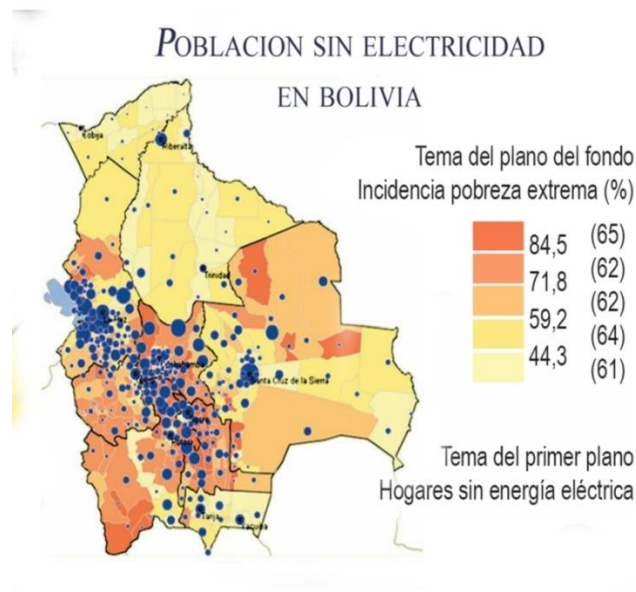 POBLACION SIN ELECTRICIDAD
EN BOLIVIA
Tema del plano del fondo
Incidencia pobreza extrema (%)
84,5 (65)
71,8 (62)
59,2 (62)
44,3 (64)
(61)
Tema del primer plano
Hogares sin energía eléctrica
Cobija
Riberalta
Trinidad
Santa Cruz de la Sierra
Tarija
Yacuiba